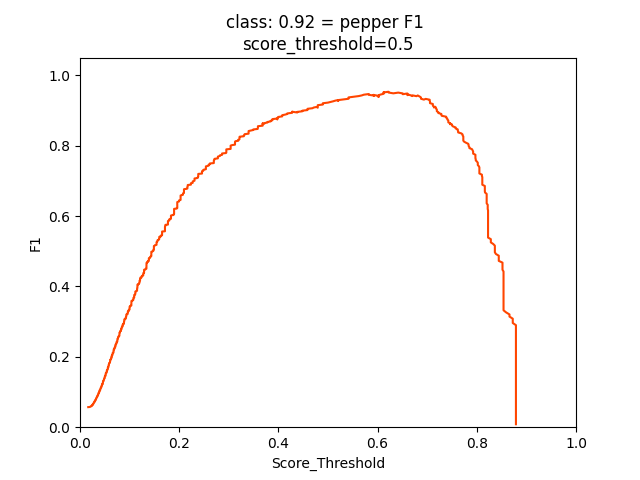 class: 0.92 = pepper F1
score_threshold=0.5
1.0
0.8
0.6
0.4
0.2
0.0
F1
0.0 0.2 0.4 0.6 0.8 1.0
Score_Threshold